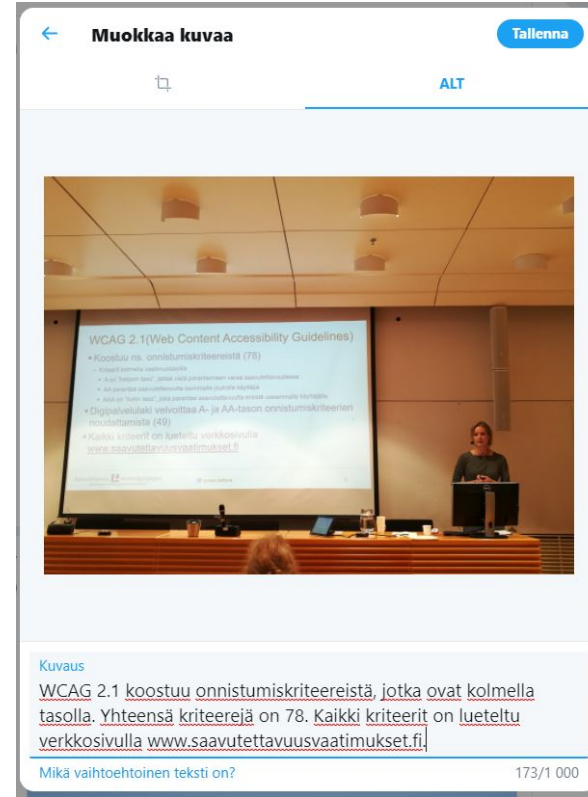 Muokkaa kuvaa
Tallenna
ALT
WCAG 2.1(Web Content Accessibility Guidelines)
• Koostuu ns. onnistumiskriteereistä (78)
• Digipalvelulaki velvoittaa A- ja AA-tason onnistumiskriteerien
noudattamista (49)
• Kaikki kriteerit on lueteltu verkkosivulla
www.saavutettavuusvaatimukset.fi
Kuvaus
WCAG 2.1 koostuu onnistumiskriteereistä, jotka ovat kolmella
tasolla. Yhteensä kriteerejä on 78. Kaikki kriteerit on lueteltu
verkkosivulla www.saavutettavuusvaatimukset.fi.
Mikä vaihtoehtoinen teksti on?
173/1 000